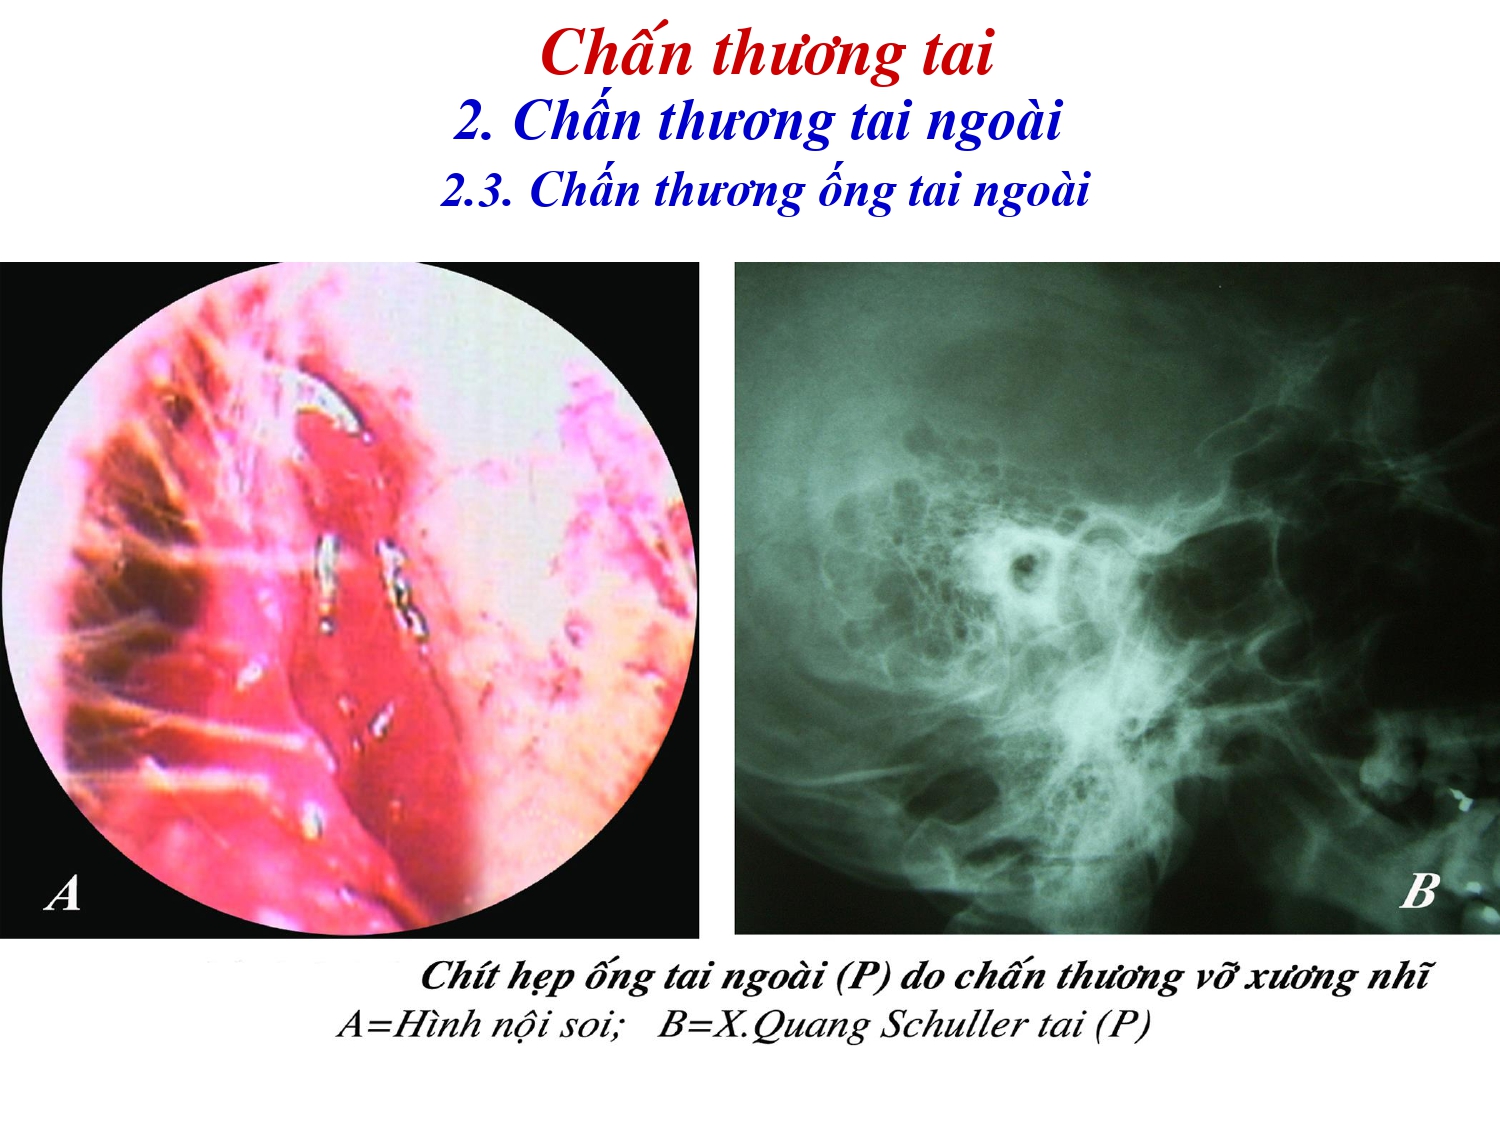 Chấn thương tai
2. Chấn thương tai ngoài
2.3. Chấn thương ống tai ngoài
A
B
Chít hẹp ống tai ngoài (P) do chấn thương vỡ xương nhĩ
A=Hình nội soi; B=X.Quang Schuller tai (P)